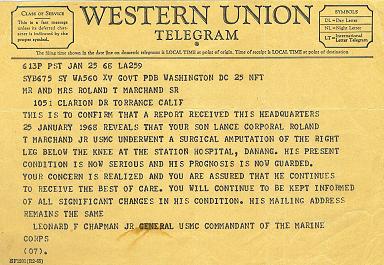 CLASS OF SERVICE
This is a fast message
unless its deferred char-
acter is indicated by the
proper symbol.
WESTERN UNION
TELEGRAM
SYMBOLS
DL=Day Letter
NL=Night Letter
LT=International Letter Telegram
The filing time shown in the date line on domestic telegrams is LOCAL TIME at point of origin. Time of receipt is LOCAL TIME at point of destination
613P PST JAN 25 68 LA259
SYB675 SY WA560 XV GOVT PDB WASHINGTON DC 25 NFT
MR AND MRS ROLAND T MARCHAND SR
1051 CLARION DR TORRANCE CALIF
THIS IS TO CONFIRM THAT A REPORT RECEIVED THIS HEADQUARTERS
25 JANUARY 1968 REVEALS THAT YOUR SON LANCE CORPORAL ROLAND
T MARCHAND JR USMC UNDERWENT A SURGICAL AMPUTATION OF THE RIGHT
LEG BELOW THE KNEE AT THE STATION HOSPITAL, DANANG. HIS PRESENT
CONDITION IS NOW SERIOUS AND HIS PROGNOSIS IS NOW GUARDED.
YOUR CONCERN IS REALIZED AND YOU ARE ASSURED THAT HE CONTINUES
TO RECEIVE THE BEST OF CARE. YOU WILL CONTINUE TO BE KEPT INFORMED
OF ALL SIGNIFICANT CHANGES IN HIS CONDITION. HIS MAILING ADDRESS
REMAINS THE SAME
LEONARD F CHAPMAN JR GENERAL USMC COMMANDANT OF THE MARINE
CORPS
(07).
SF1201(R2-65)